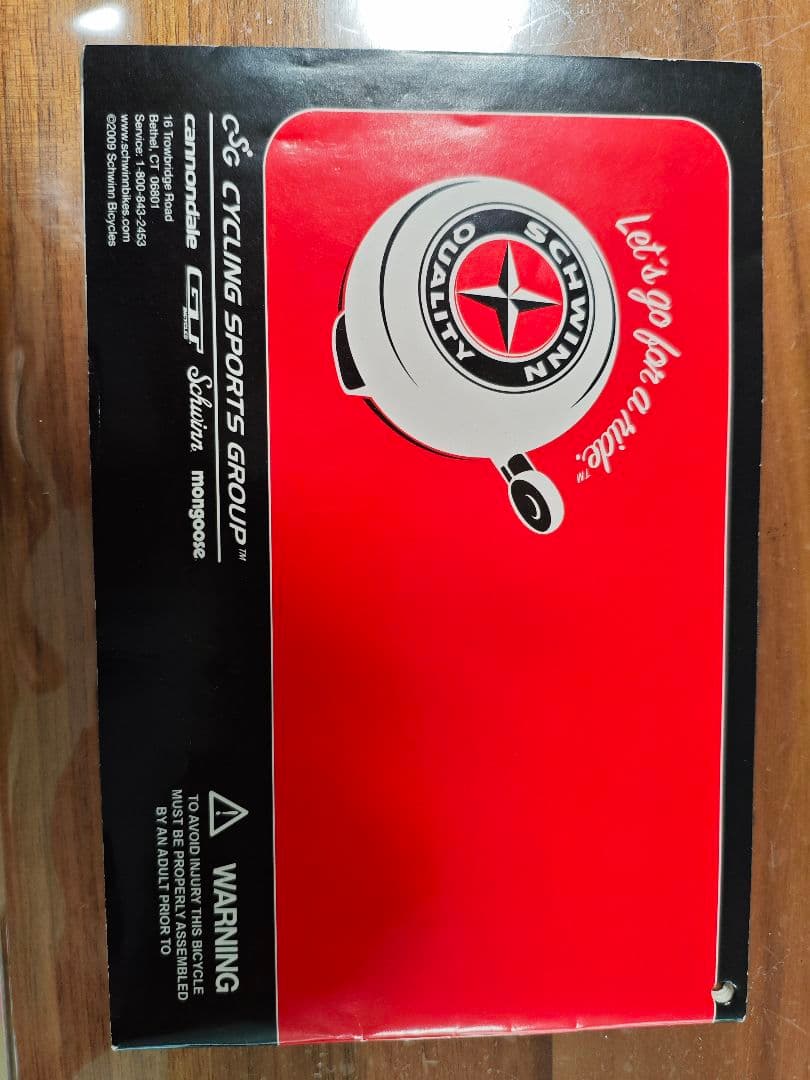 Let's go for a ride.™
SCHWINN
QUALITY
CSG CYCLING SPORTS GROUP™
cannondale GT BICYCLES Schwinn. mongoose.
16 Trowbridge Road
Bethel, CT 06801
Service: 1-800-843-2453
www.schwinnbikes.com
©2009 Schwinn Bicycles
WARNING
TO AVOID INJURY THIS BICYCLE
MUST BE PROPERLY ASSEMBLED
BY AN ADULT PRIOR TO